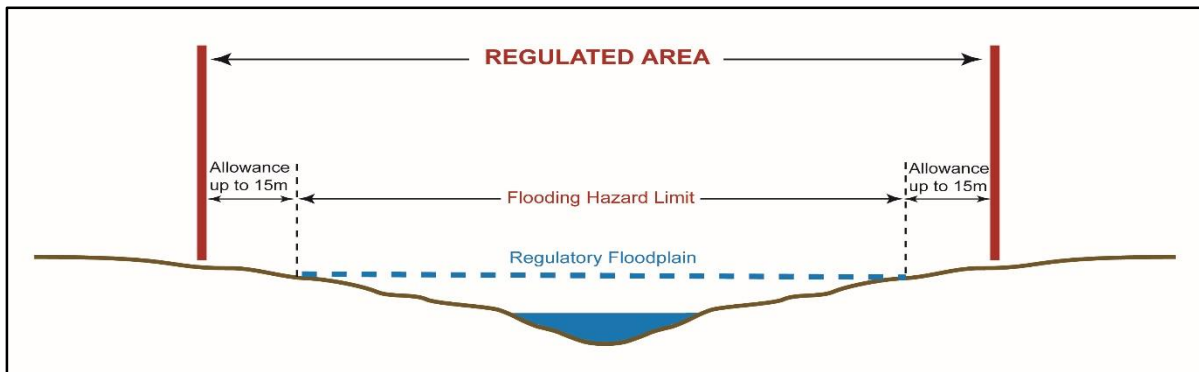 REGULATED AREA
Allowance
up to 15m
Allowance
up to 15m
Flooding Hazard Limit
Regulatory Floodplain